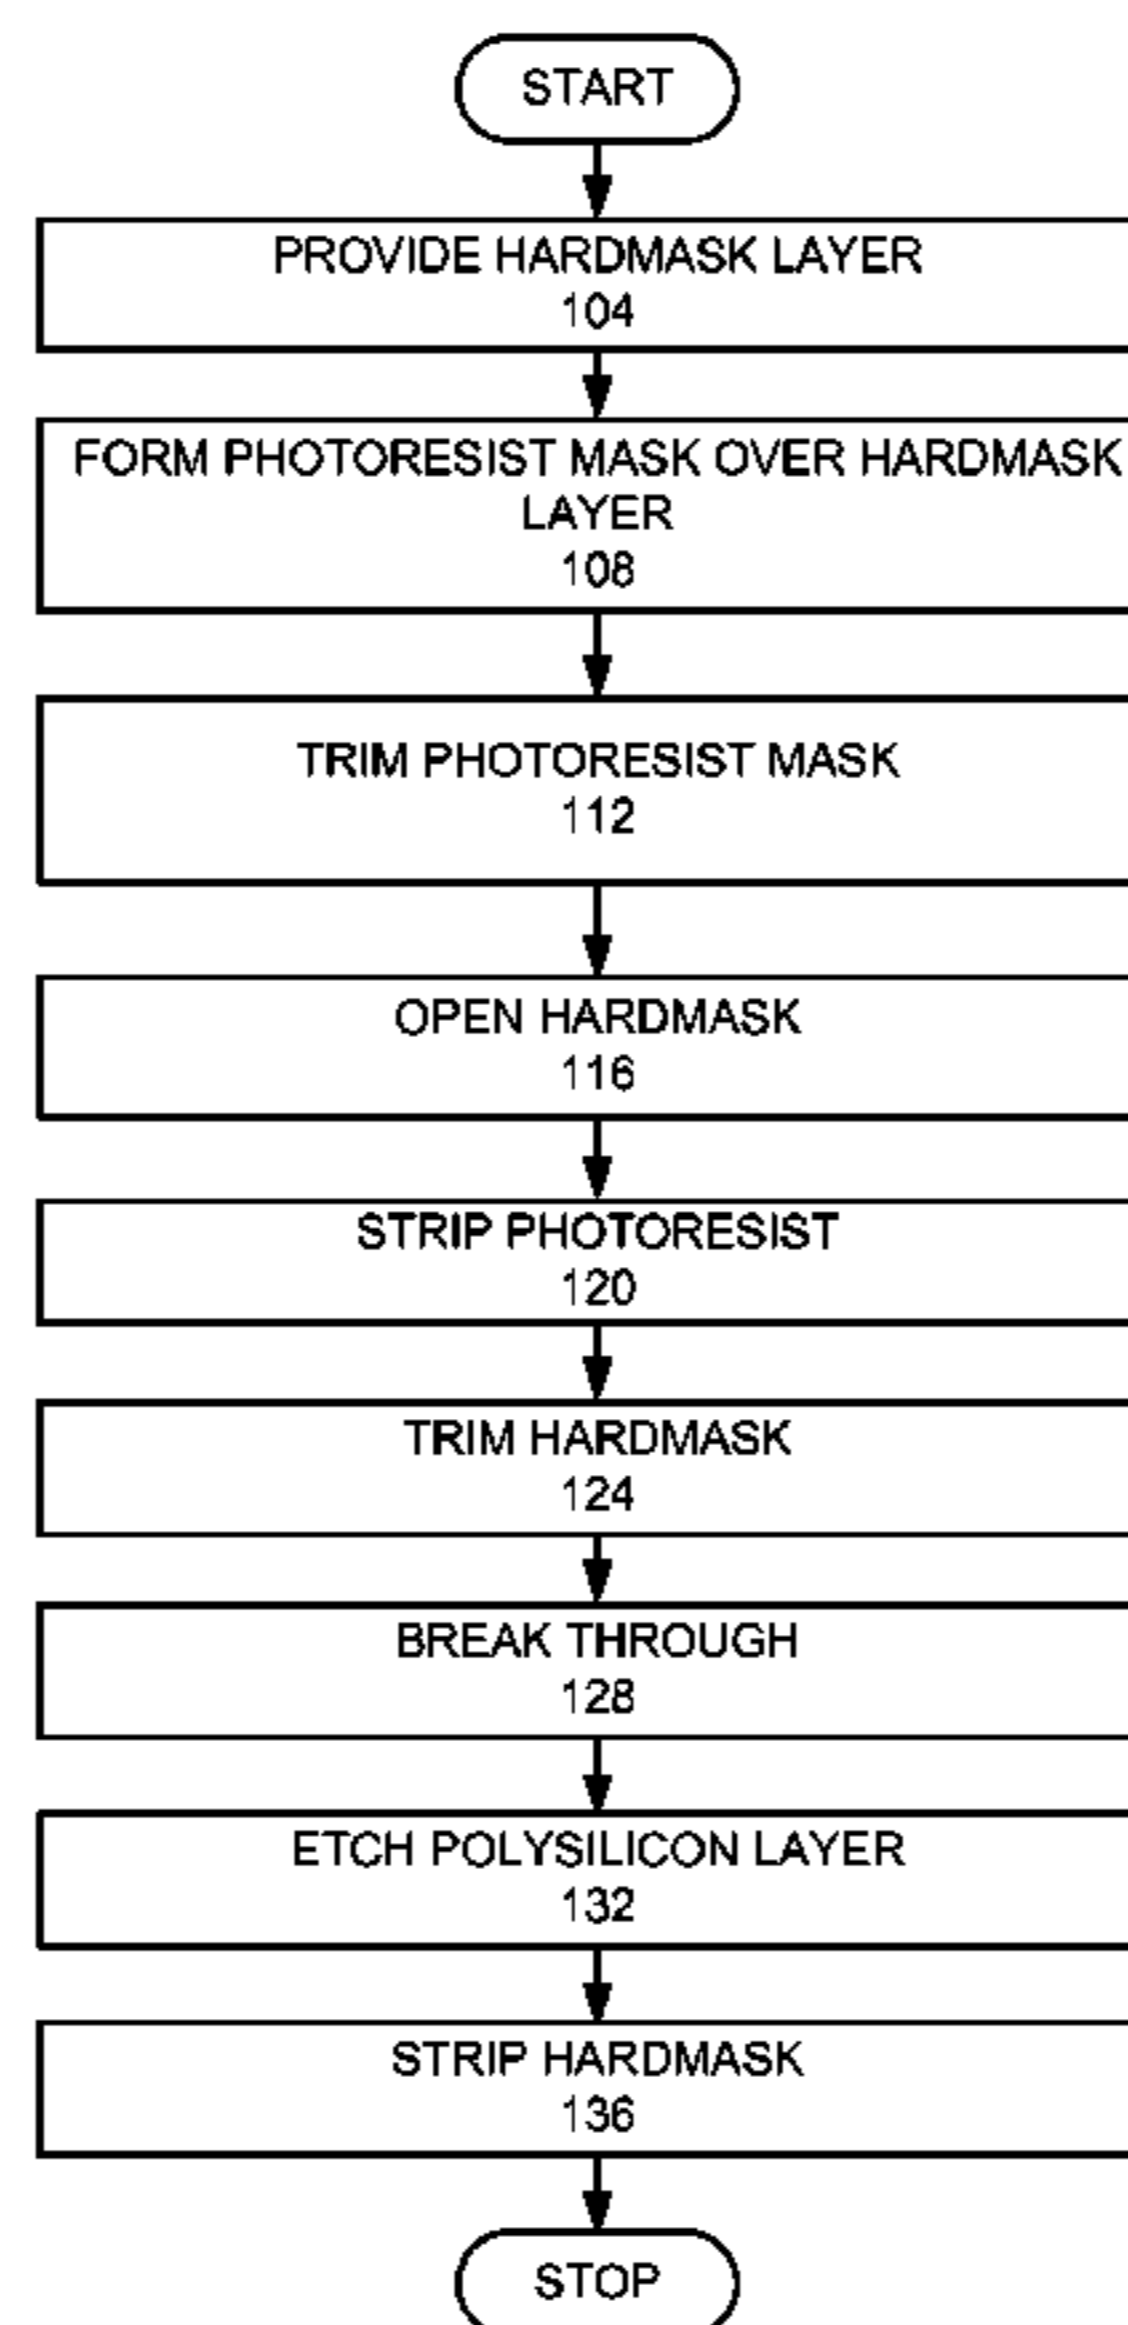 START
PROVIDE HARDMASK LAYER
104
FORM PHOTORESIST MASK OVER HARDMASK
LAYER
108
TRIM PHOTORESIST MASK
112
OPEN HARDMASK
116
STRIP PHOTORESIST
120
TRIM HARDMASK
124
BREAK THROUGH
128
ETCH POLYSILICON LAYER
132
STRIP HARDMASK
136
STOP